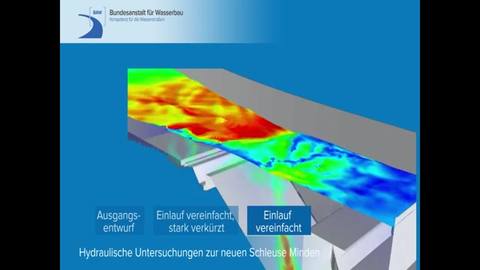 BAW
Bundesanstalt für Wasserbau
Kompetenz für die Wasserstraßen
Ausgangs-
entwurf
Einlauf vereinfacht,
stark verkürzt
Einlauf
vereinfacht
Hydraulische Untersuchungen zur neuen Schleuse Minden